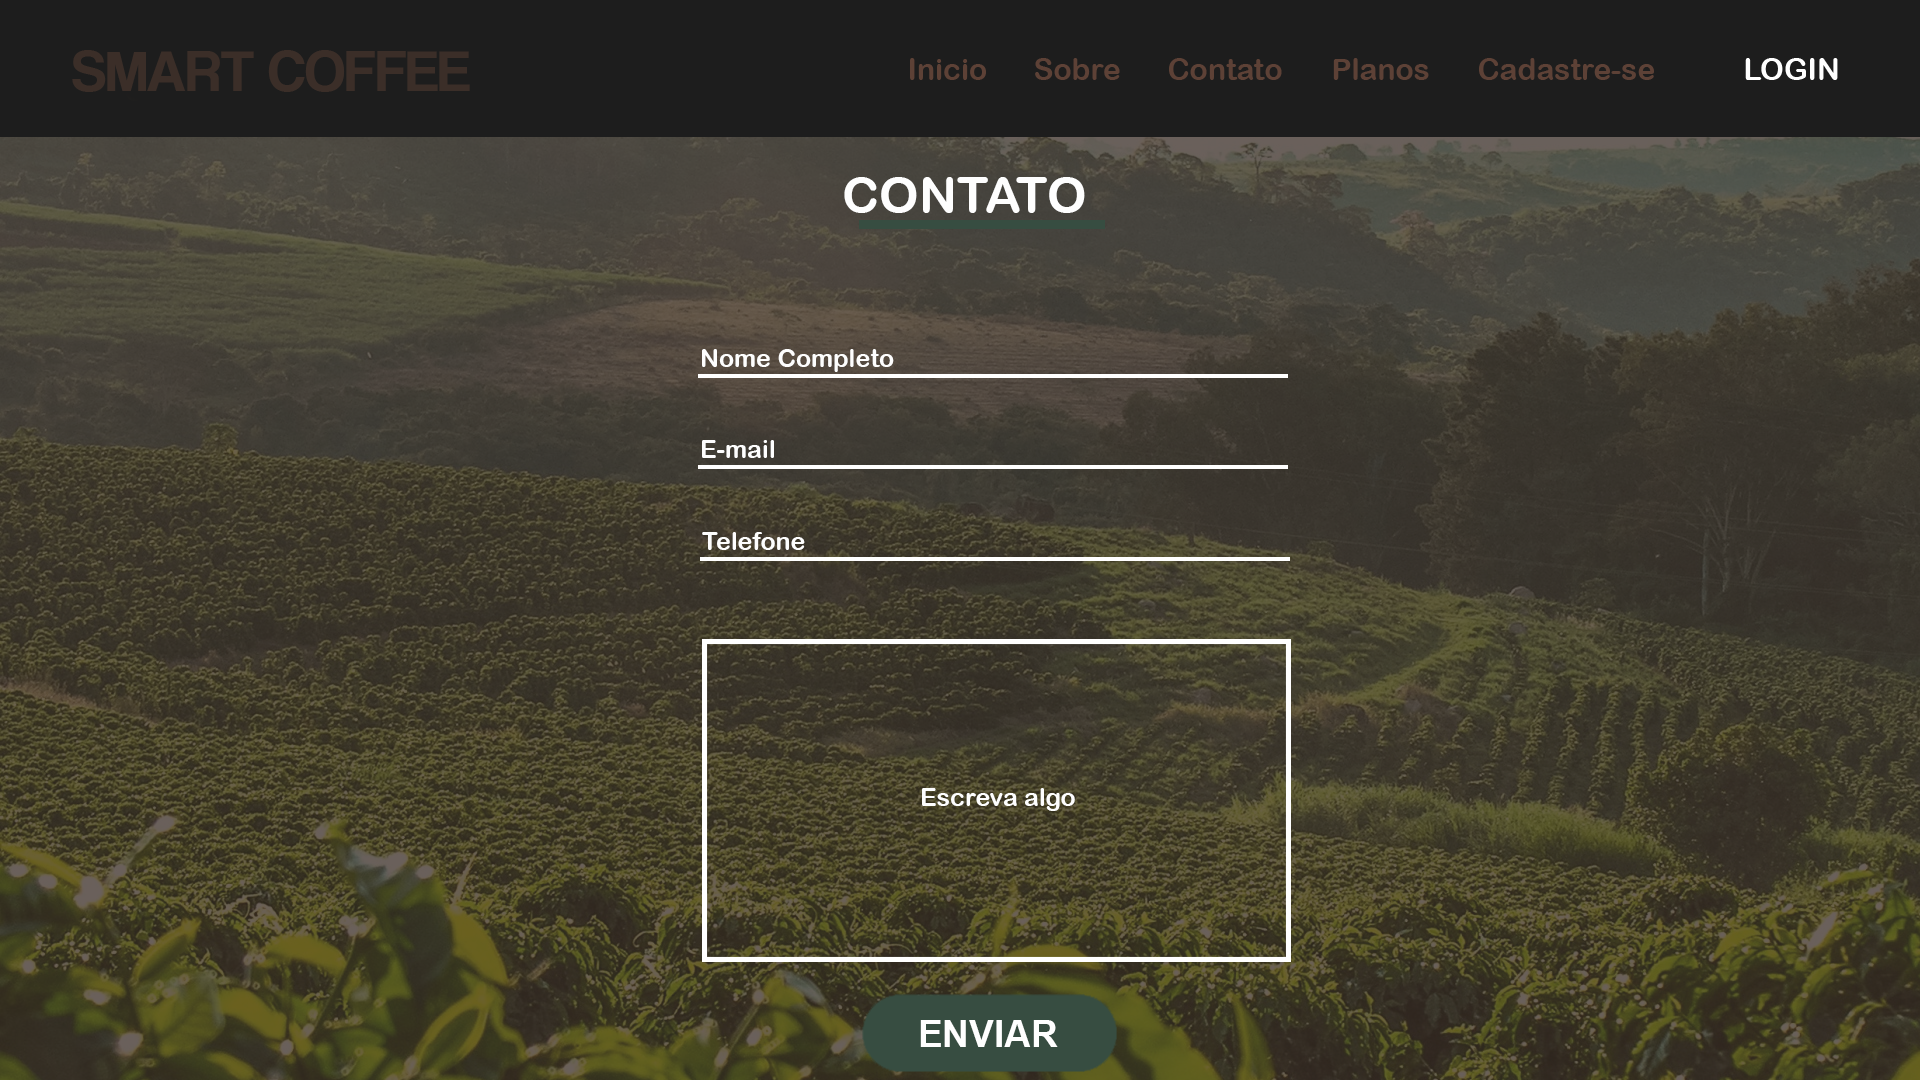 SMART COFFEE
Inicio Sobre Contato Planos Cadastre-se LOGIN
CONTATO
Nome Completo
E-mail
Telefone
Escreva algo
ENVIAR